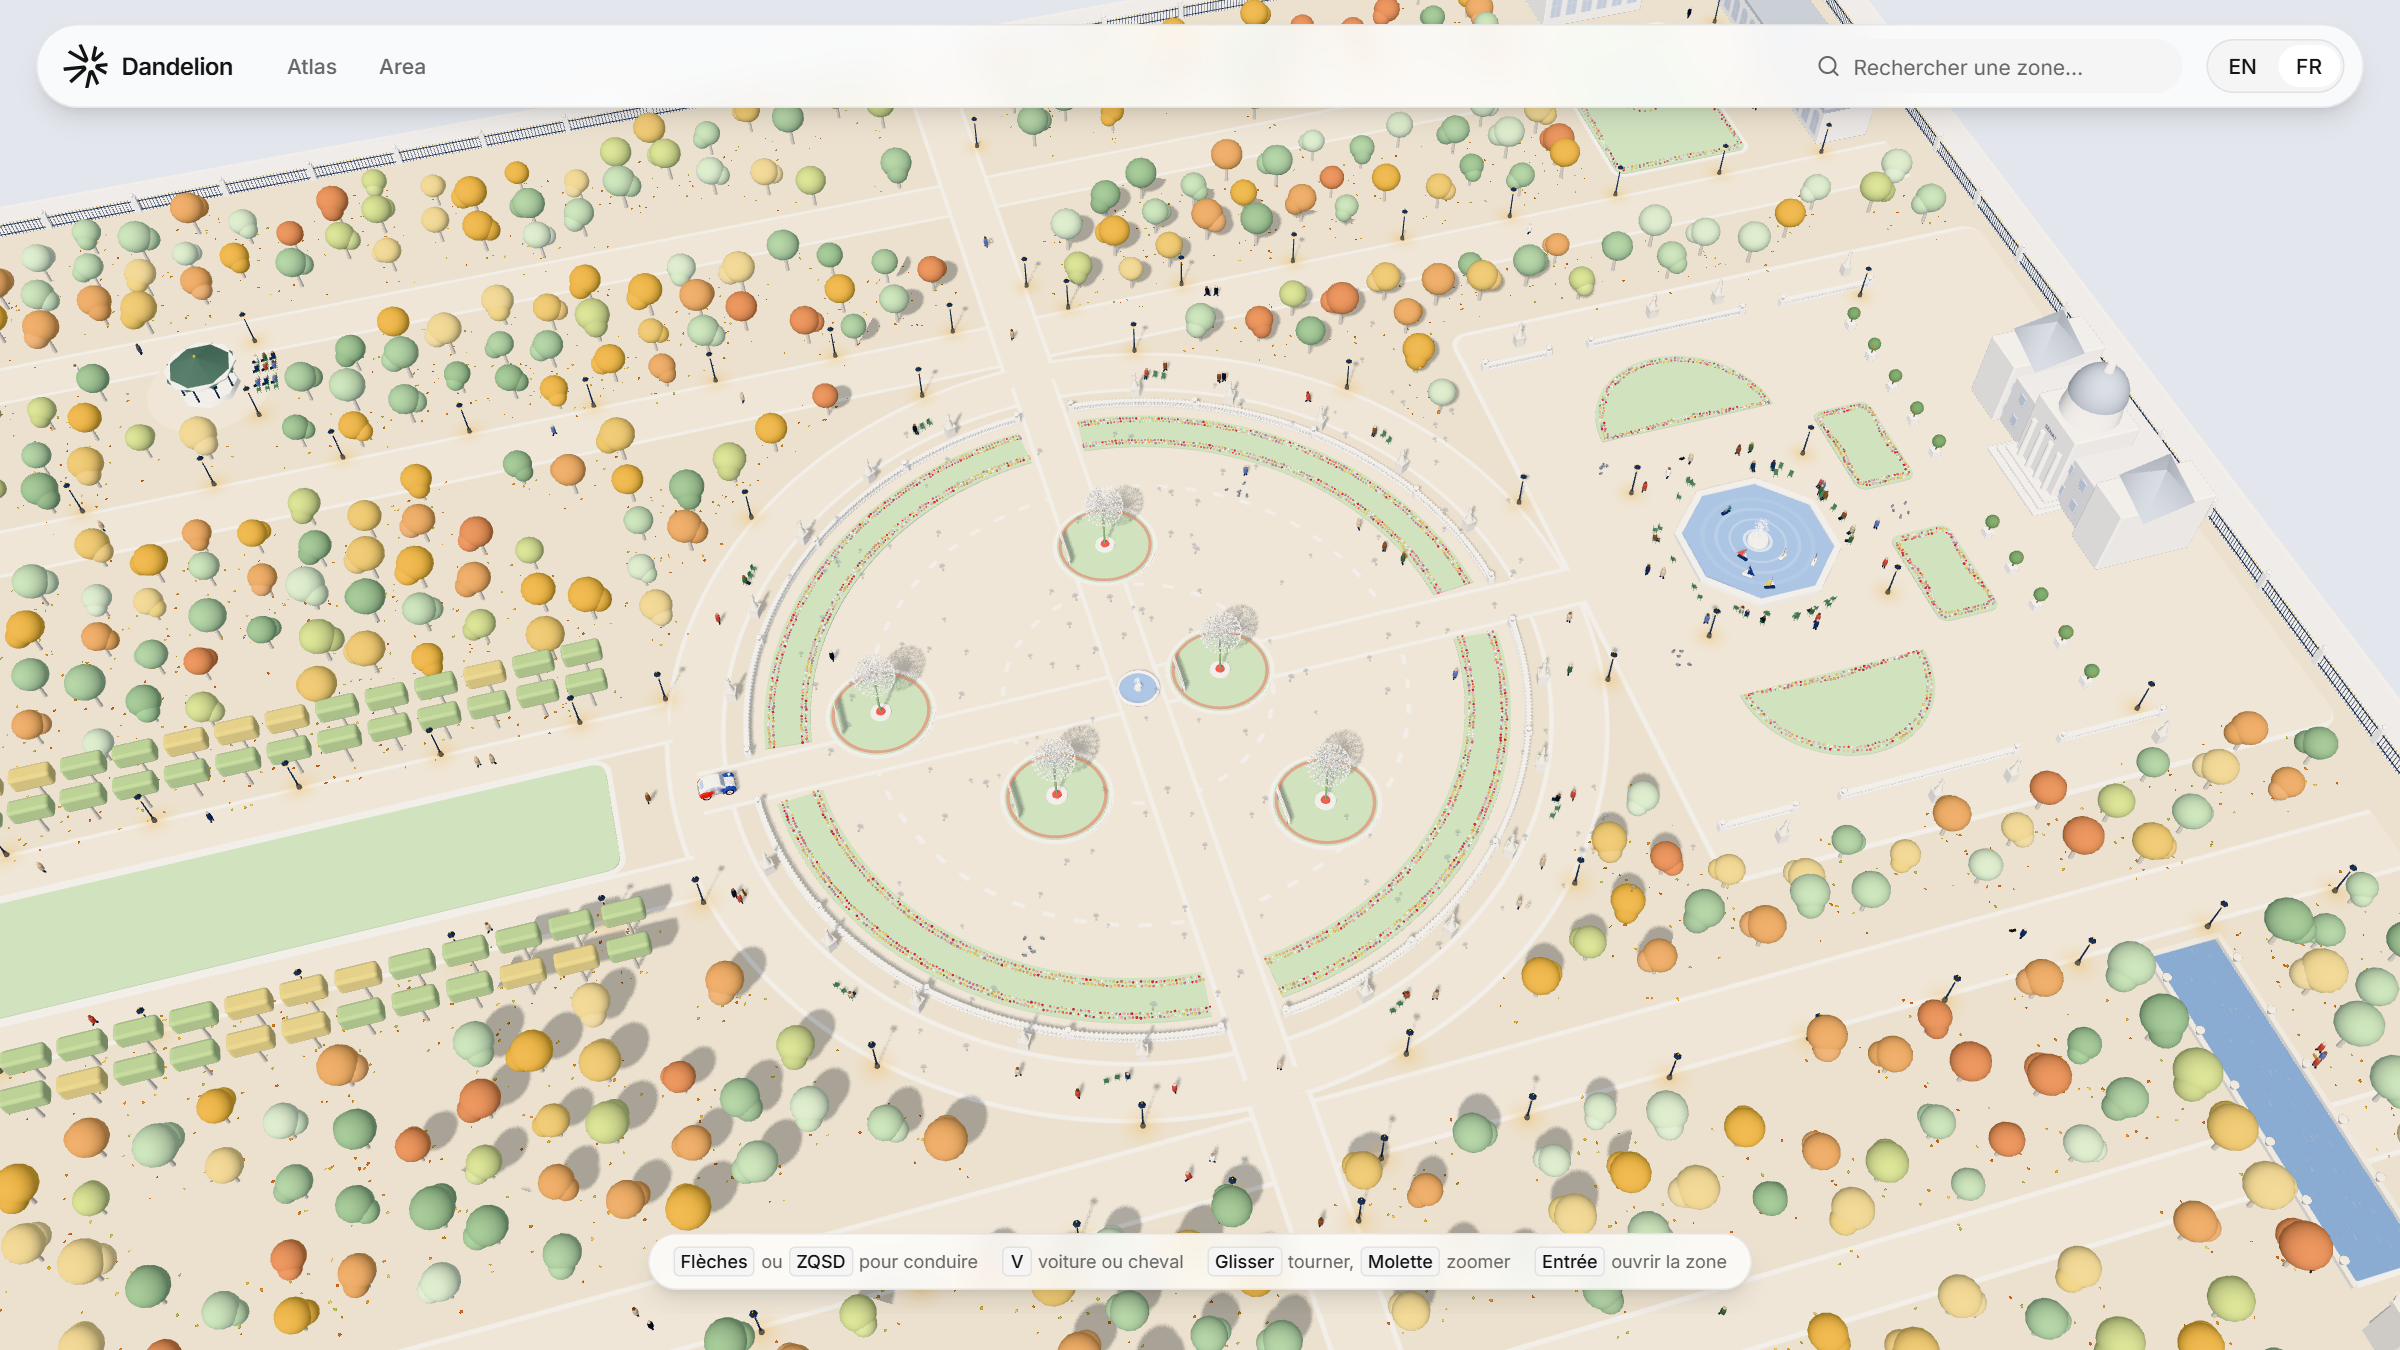 Dandelion
Atlas
Area
Rechercher une zone...
EN
FR
Flèches ou ZQSD pour conduire V voiture ou cheval Glisser tourner, Molette zoomer Entrée ouvrir la zone